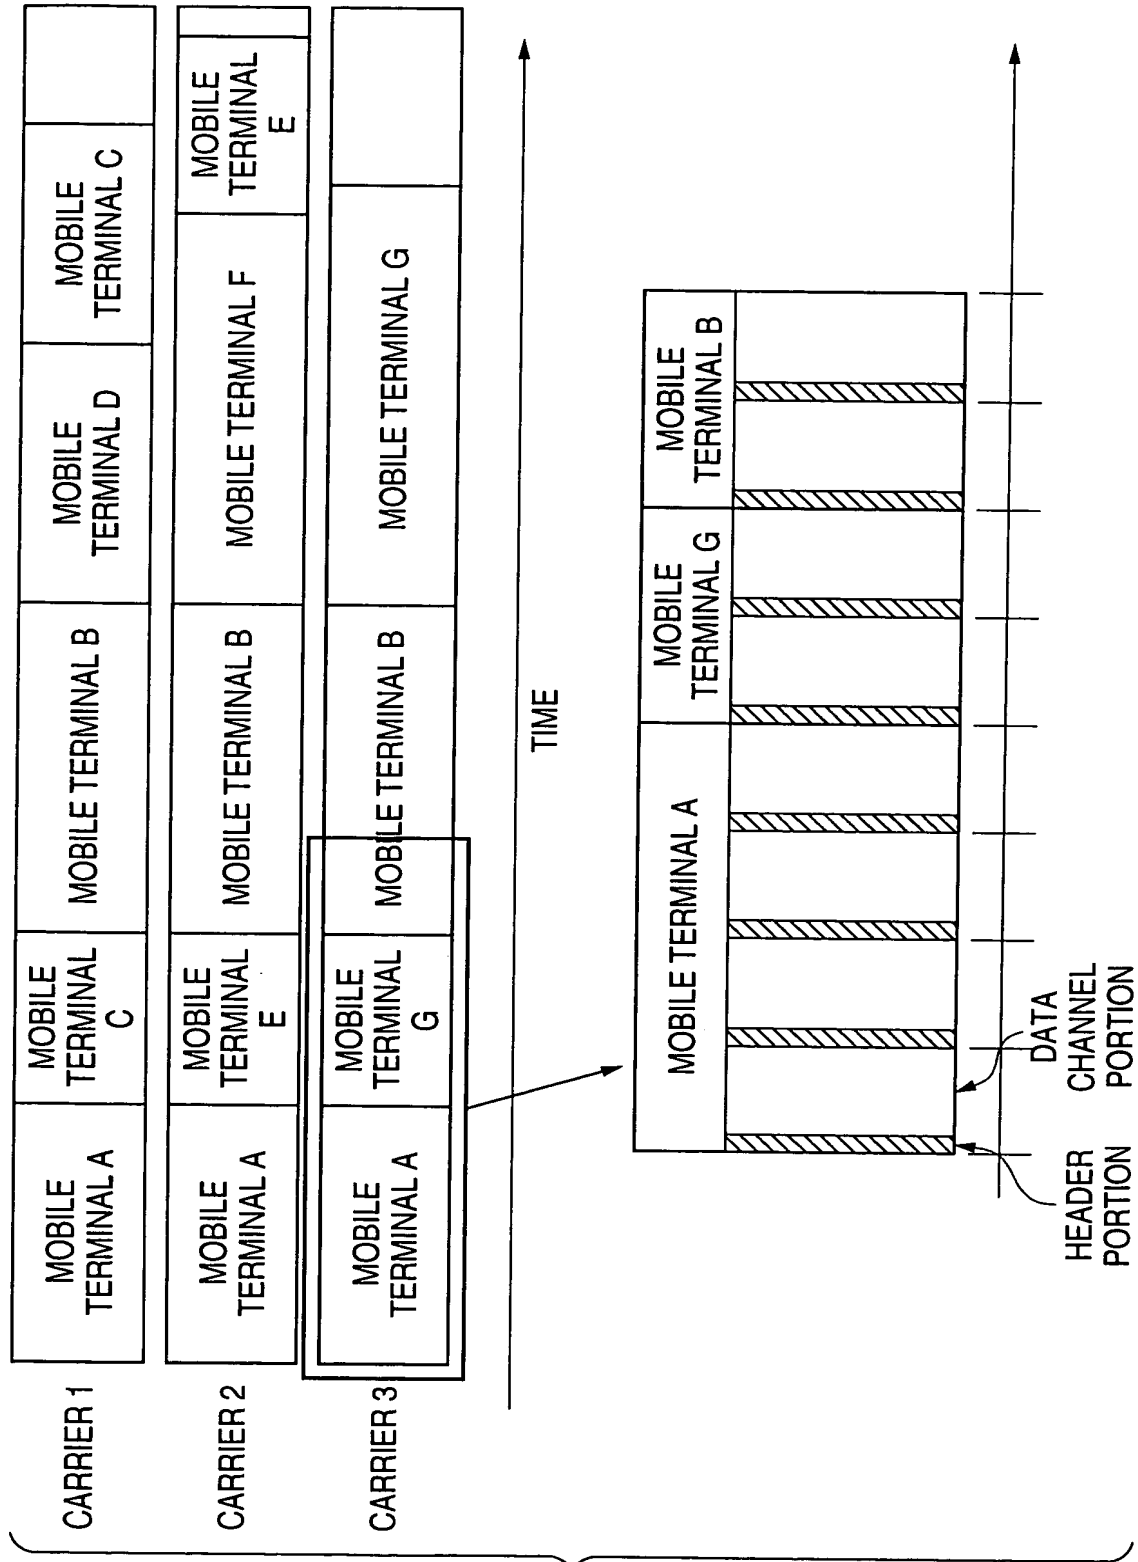 CARRIER 1
MOBILE
TERMINAL A
MOBILE
TERMINAL
C
MOBILE TERMINAL B
MOBILE
TERMINAL D
MOBILE
TERMINAL C
CARRIER 2
MOBILE
TERMINAL A
MOBILE
TERMINAL
E
MOBILE TERMINAL B
MOBILE TERMINAL F
MOBILE
TERMINAL
E
CARRIER 3
MOBILE
TERMINAL A
MOBILE
TERMINAL
G
MOBILE TERMINAL B
MOBILE TERMINAL G
TIME
MOBILE TERMINAL A
MOBILE
TERMINAL G
MOBILE
TERMINAL B
HEADER
PORTION
DATA
CHANNEL
PORTION